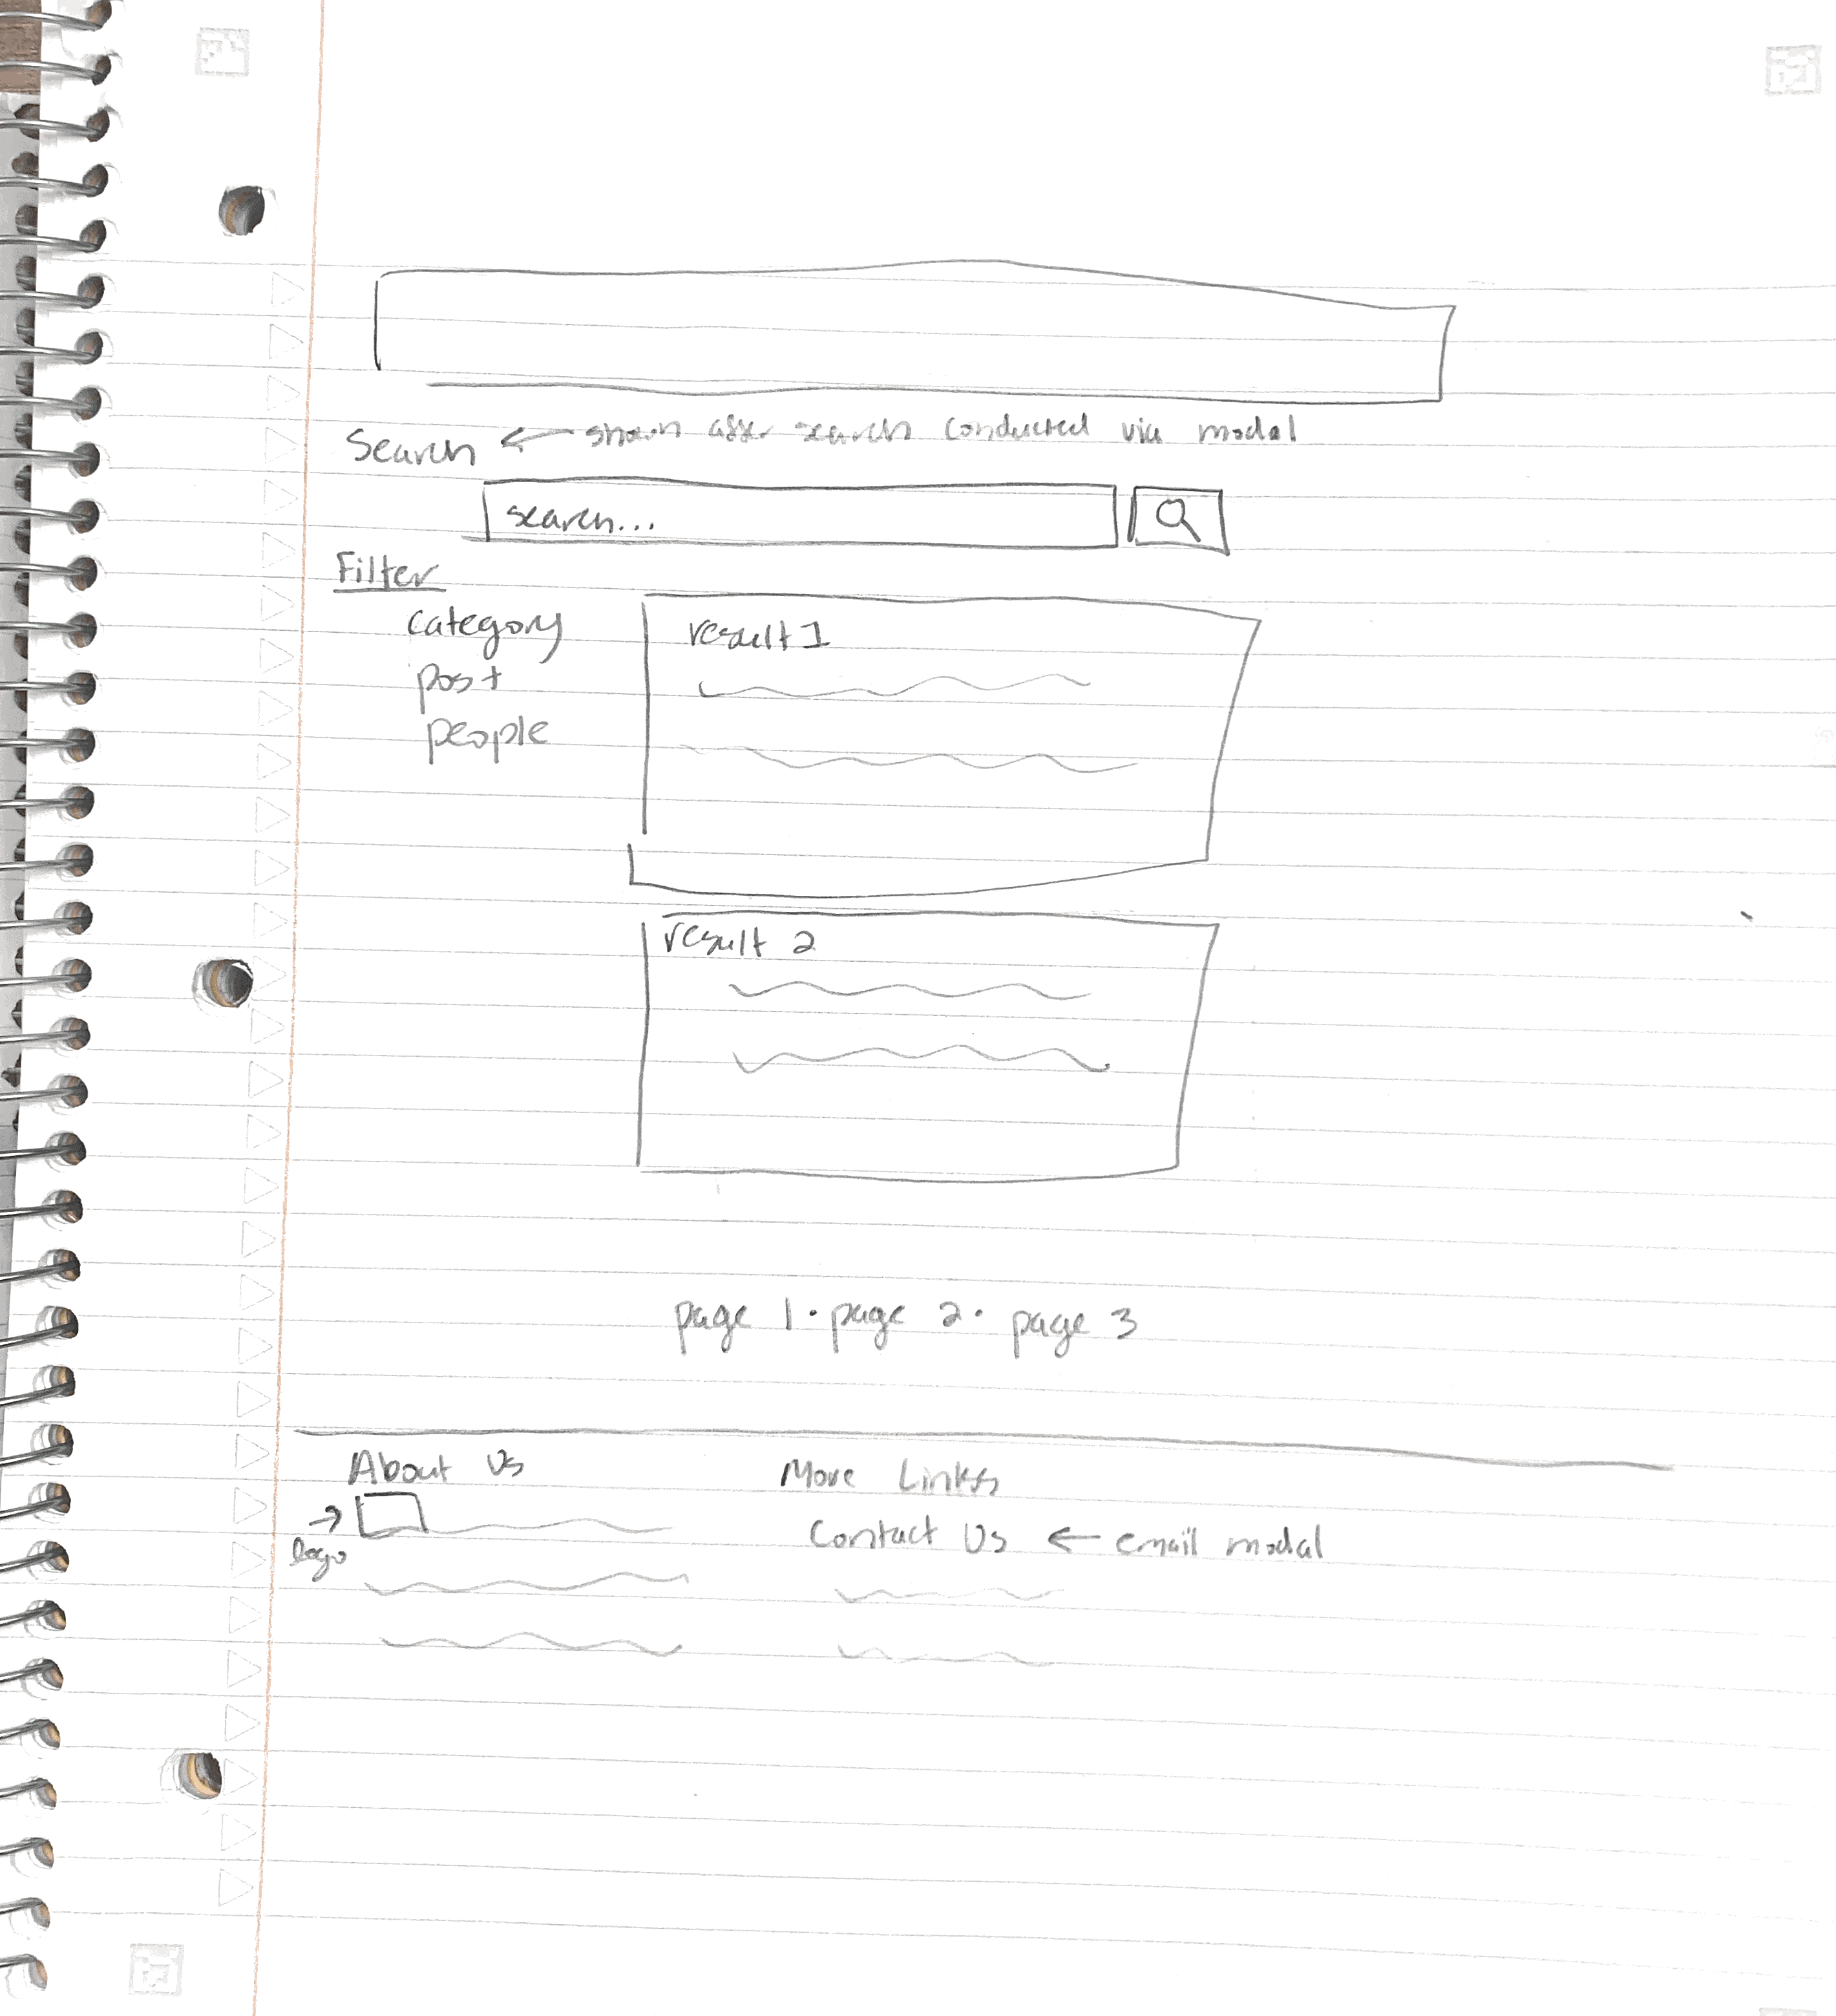 Search ← shown after search conducted via modal
search...
Filter
category
post
people
result 1
result 2
page 1 · page 2 · page 3
About Us
More Links
→
logo
Contact Us ← email modal